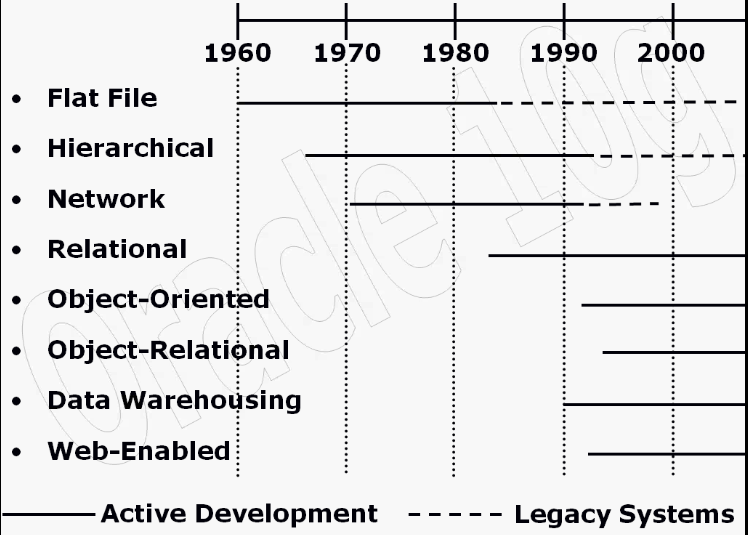 1960 1970 1980 1990 2000
• Flat File
• Hierarchical
• Network
• Relational
• Object-Oriented
• Object-Relational
• Data Warehousing
• Web-Enabled
Active Development Legacy Systems
Oracle 10g